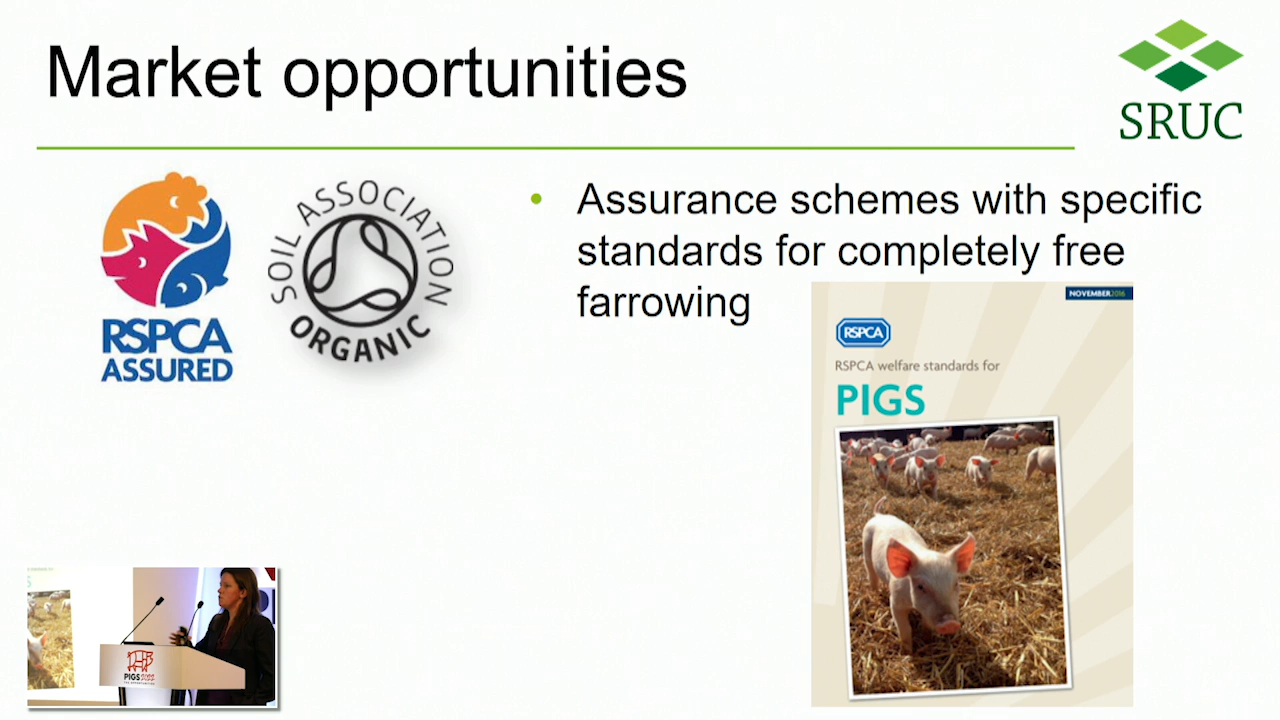 Market opportunities
SRUC
RSPCA
ASSURED
SOIL ASSOCIATION
ORGANIC
• Assurance schemes with specific
standards for completely free
farrowing
NOVEMBER 2016
RSPCA
RSPCA welfare standards for
PIGS
PIGS 2022